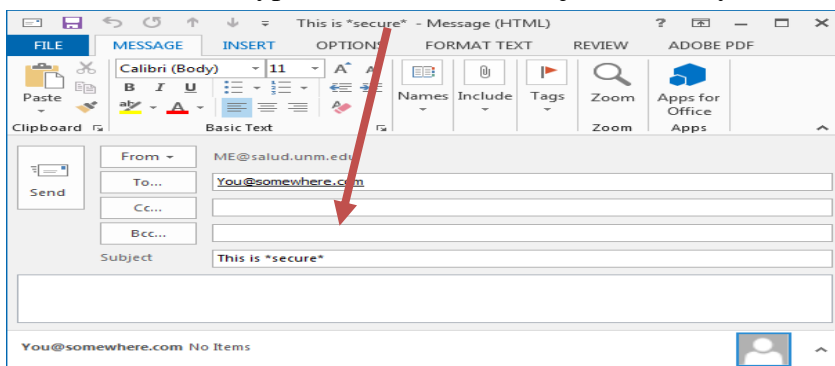 This is *secure* - Message (HTML) ?
FILE MESSAGE INSERT OPTIONS FORMAT TEXT REVIEW ADOBE PDF
Calibri (Body) 11 A A
B I U
Paste
aby A
Names Include Tags Zoom Apps for Office
Clipboard Basic Text Zoom Apps
From ME@salud.unm.edu
Send
To... You@somewhere.com
Cc...
Bcc...
Subject This is *secure*
You@somewhere.com No Items